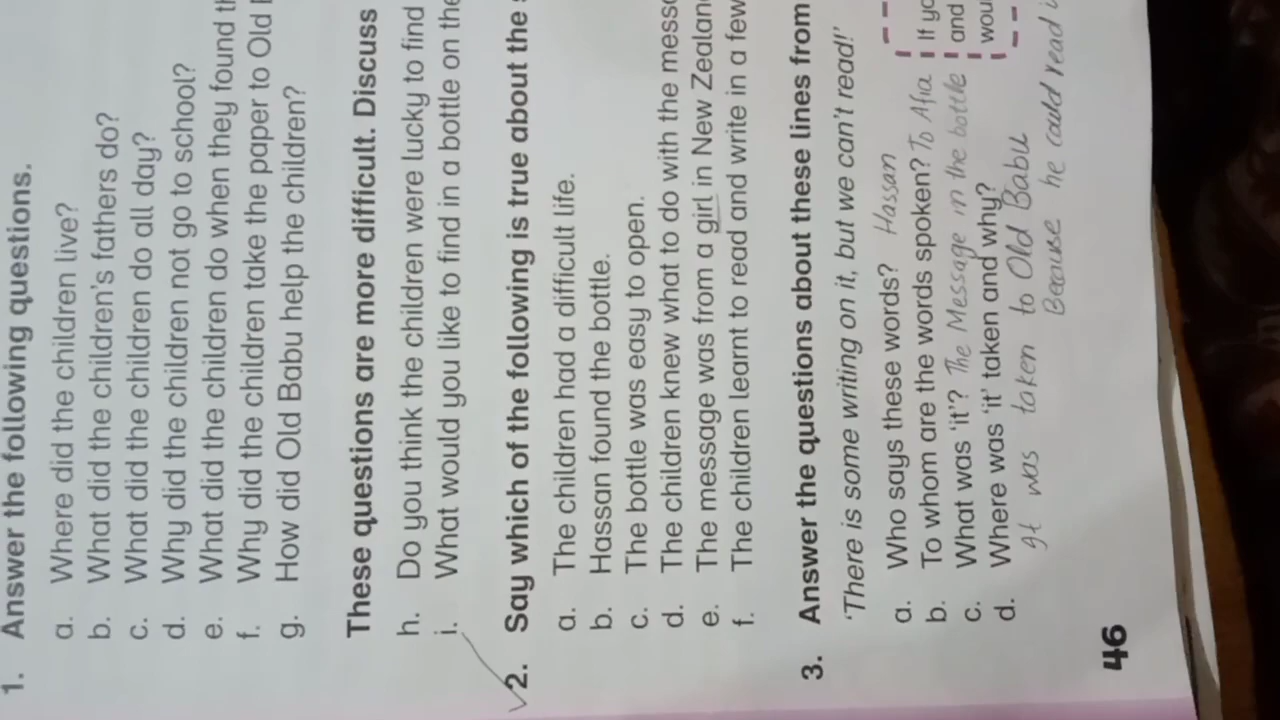 1. Answer the following questions.
a. Where did the children live?
b. What did the children's fathers do?
c. What did the children do all day?
d. Why did the children not go to school?
e. What did the children do when they found
f. Why did the children take the paper to Old
g. How did Old Babu help the children?
These questions are more difficult. Discuss
h. Do you think the children were lucky to find
i. What would you like to find in a bottle on the
2. Say which of the following is true about the
a. The children had a difficult life.
b. Hassan found the bottle.
c. The bottle was easy to open.
d. The children knew what to do with the
e. The message was from a girl in New
f. The children learnt to read and write in a few
3. Answer the questions about these lines from
'There is some writing on it, but we can't read!'
a. Who says these words? Hassan
b. To whom are the words spoken? To Afia
c. What was 'it'? The Message in the bottle
d. Where was 'it' taken and why?
It was taken to Old Babu
Because he could read
If
and
46